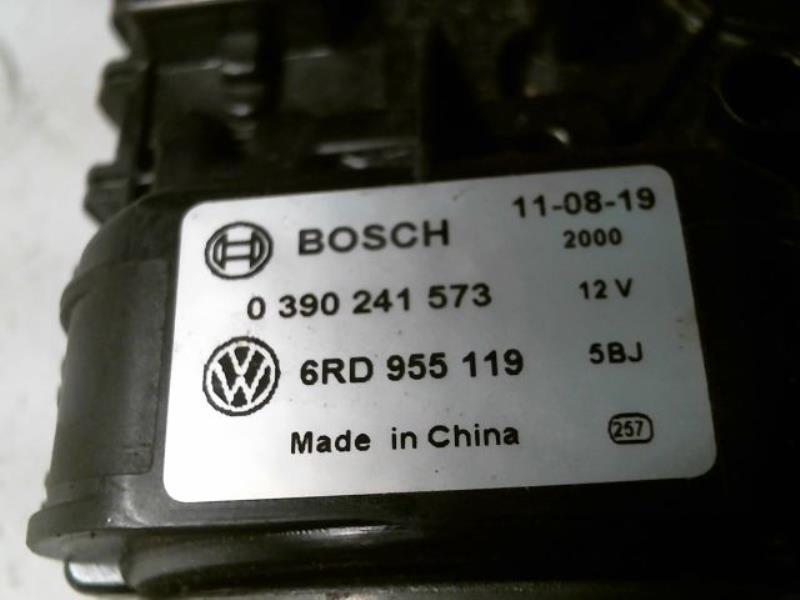 BOSCH 11-08-19
2000
0 390 241 573 12 V
6RD 955 119 5BJ
Made in China 257